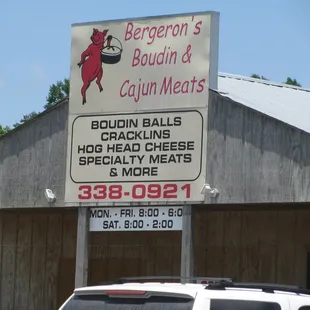 Bergeron's
Boudin &
Cajun Meats
BOUDIN BALLS
CRACKLINS
HOG HEAD CHEESE
SPECIALTY MEATS
& MORE
338-0921
MON. - FRI. 8:00 - 6:00
SAT. 8:00 - 2:00